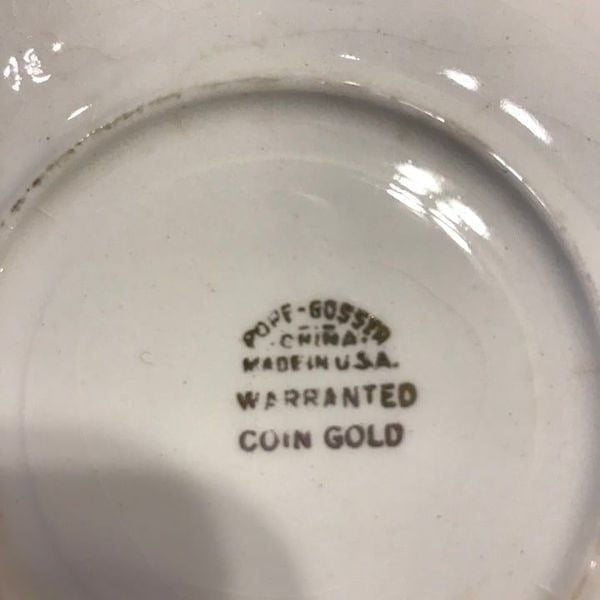 POPE-GOSSER
·CHINA·
MADE IN U.S.A.
WARRANTED
COIN GOLD